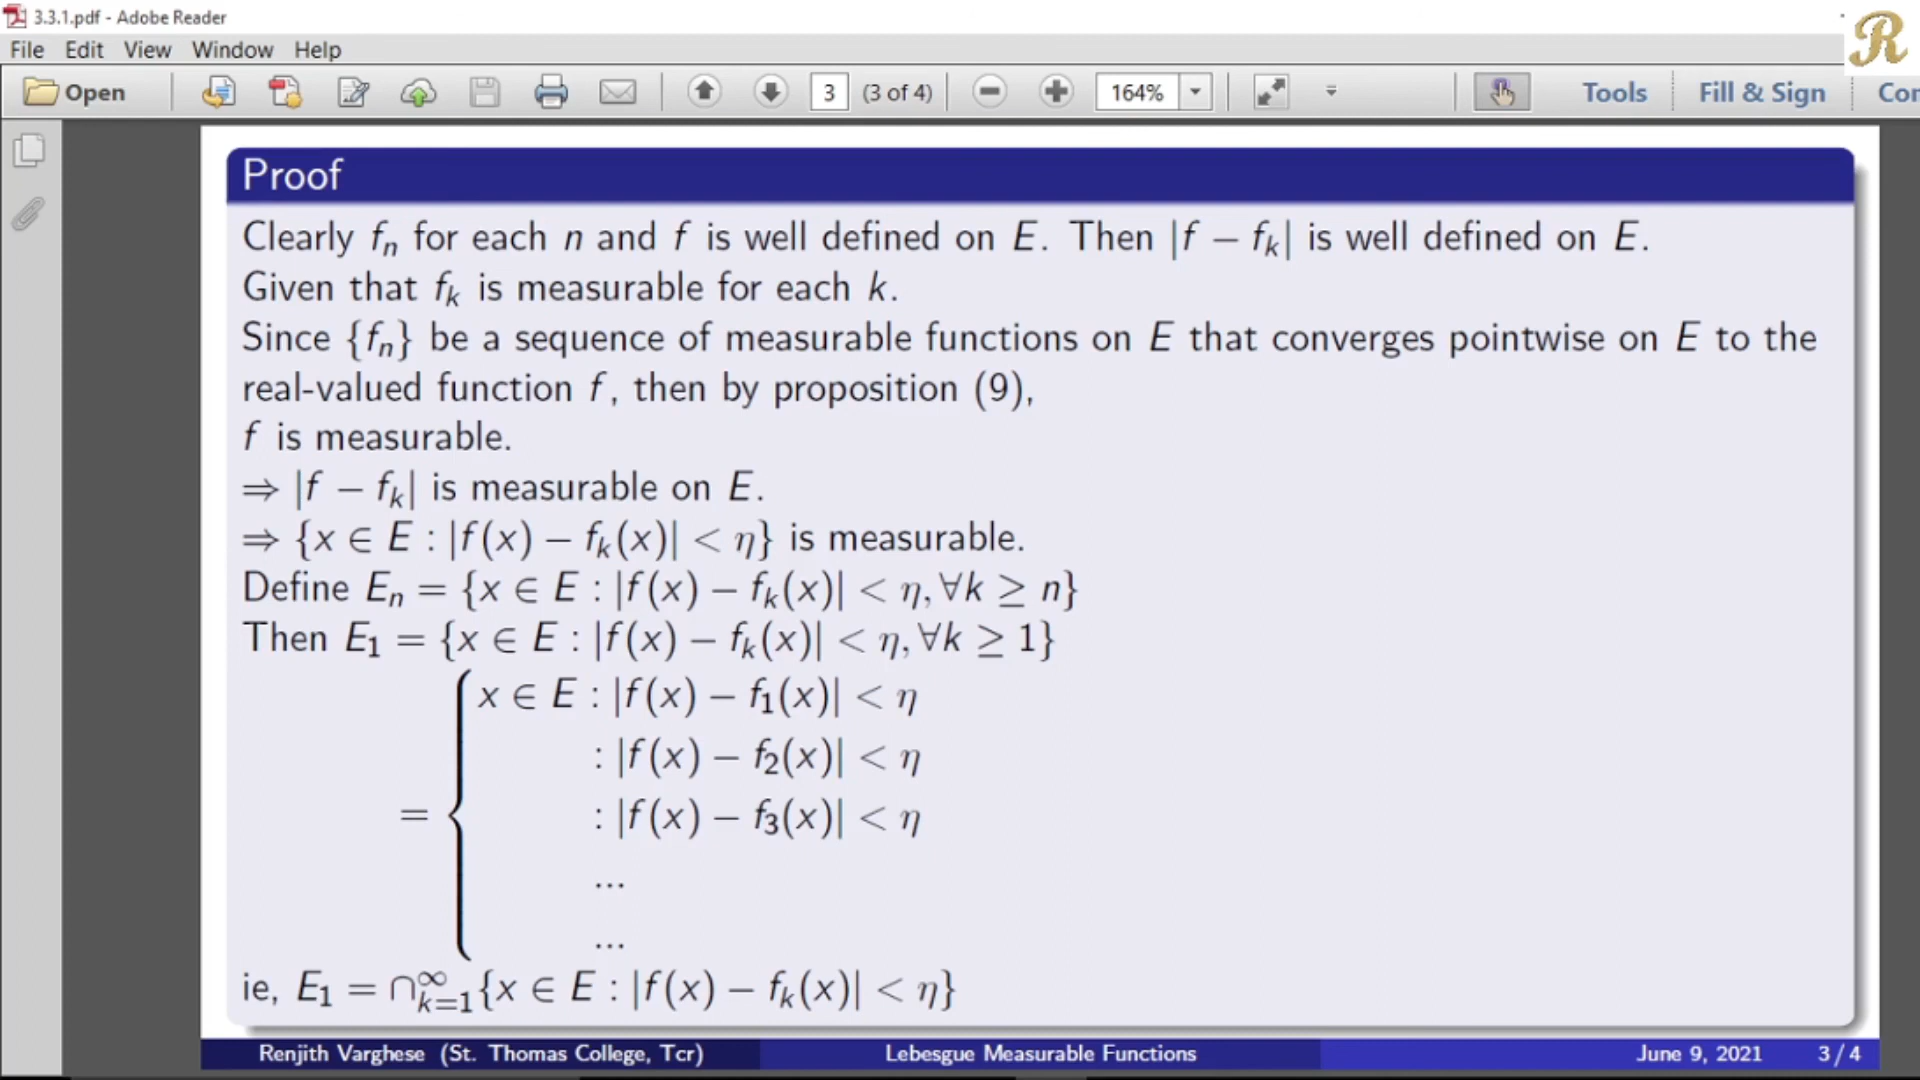 3.3.1.pdf - Adobe Reader
File Edit View Window Help
Open 3 (3 of 4) 164% Tools Fill & Sign
R
Proof
Clearly fₙ for each n and f is well defined on E. Then |f − fₖ| is well defined on E.
Given that fₖ is measurable for each k.
Since {fₙ} be a sequence of measurable functions on E that converges pointwise on E to the
real-valued function f, then by proposition (9),
f is measurable.
⇒ |f − fₖ| is measurable on E.
⇒ {x ∈ E : |f(x) − fₖ(x)| < η} is measurable.
Define Eₙ = {x ∈ E : |f(x) − fₖ(x)| < η, ∀k ≥ n}
Then E₁ = {x ∈ E : |f(x) − fₖ(x)| < η, ∀k ≥ 1}
x ∈ E : |f(x) − f₁(x)| < η
: |f(x) − f₂(x)| < η
= { : |f(x) − f₃(x)| < η
...
...
ie, E₁ = ∩_{k=1}^∞ {x ∈ E : |f(x) − fₖ(x)| < η}
Renjith Varghese (St. Thomas College, Tcr) Lebesgue Measurable Functions June 9, 2021 3 / 4